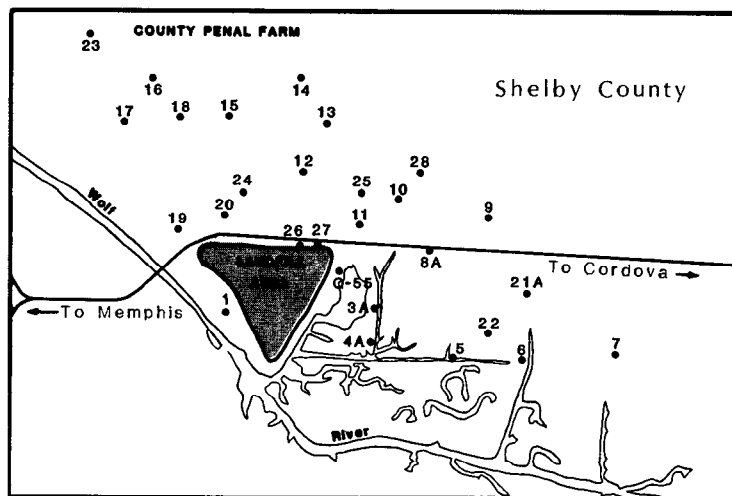 COUNTY PENAL FARM
23
16
14
Shelby County
17
18
15
13
12
28
25
10
24
20
9
19
11
Wolf
26 27
8A
To Cordova
G-55
21A
1
3A
To Memphis
22
4A
5
6
7
River